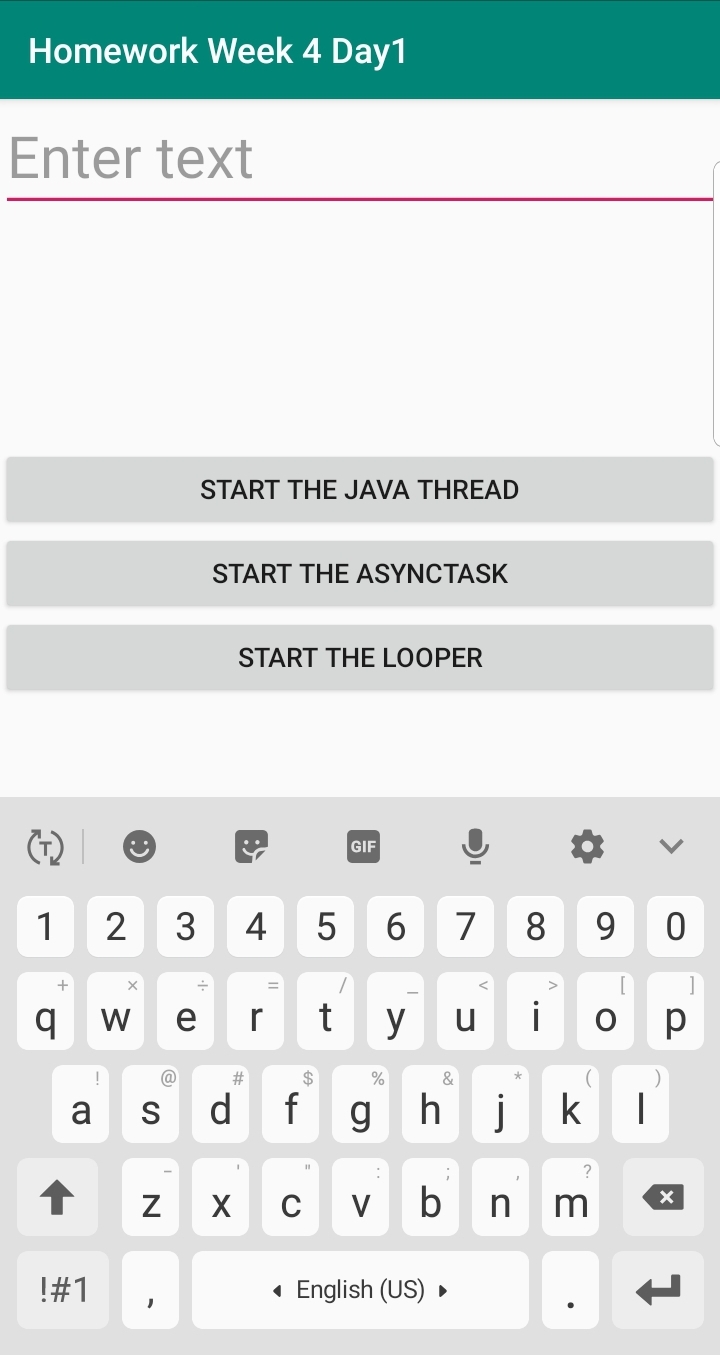 Homework Week 4 Day1
Enter text
START THE JAVA THREAD
START THE ASYNCTASK
START THE LOOPER
T GIF
1 2 3 4 5 6 7 8 9 0
+ × ÷ = / _ < > [ ]
q w e r t y u i o p
! @ # $ % & * ( )
a s d f g h j k l
- ' " : ; , ?
z x c v b n m
!#1 , English (US) .